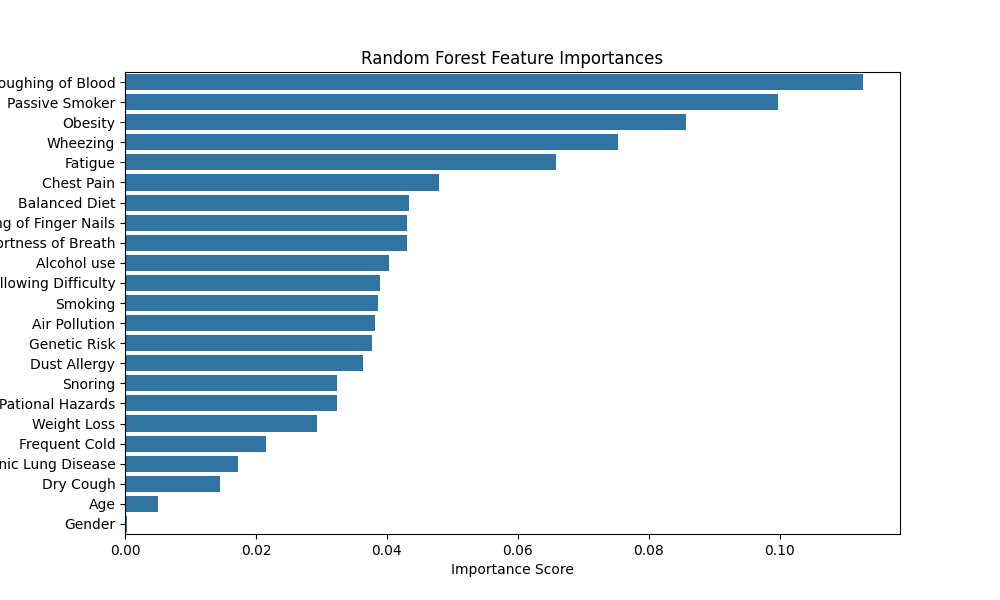 Random Forest Feature Importances
oughing of Blood
Passive Smoker
Obesity
Wheezing
Fatigue
Chest Pain
Balanced Diet
ng of Finger Nails
ortness of Breath
Alcohol use
llowing Difficulty
Smoking
Air Pollution
Genetic Risk
Dust Allergy
Snoring
Pational Hazards
Weight Loss
Frequent Cold
nic Lung Disease
Dry Cough
Age
Gender
0.00 0.02 0.04 0.06 0.08 0.10
Importance Score